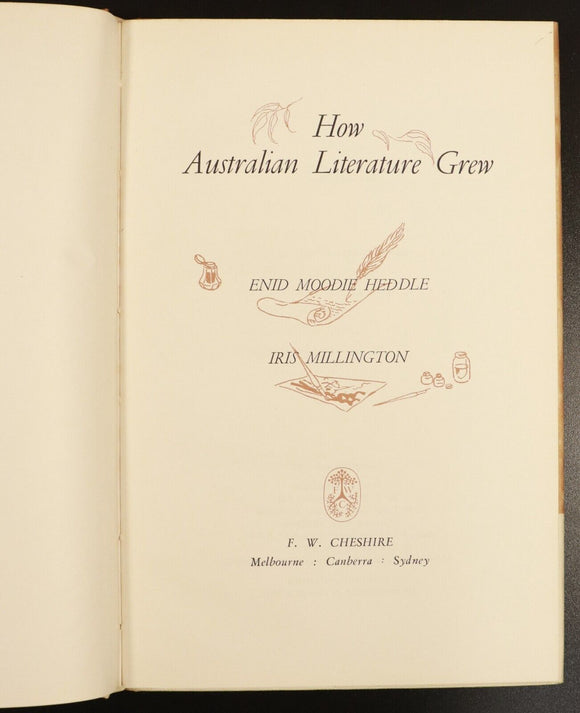 How
Australian Literature Grew
ENID MOODIE HEDDLE
IRIS MILLINGTON
F. W. CHESHIRE
Melbourne : Canberra : Sydney